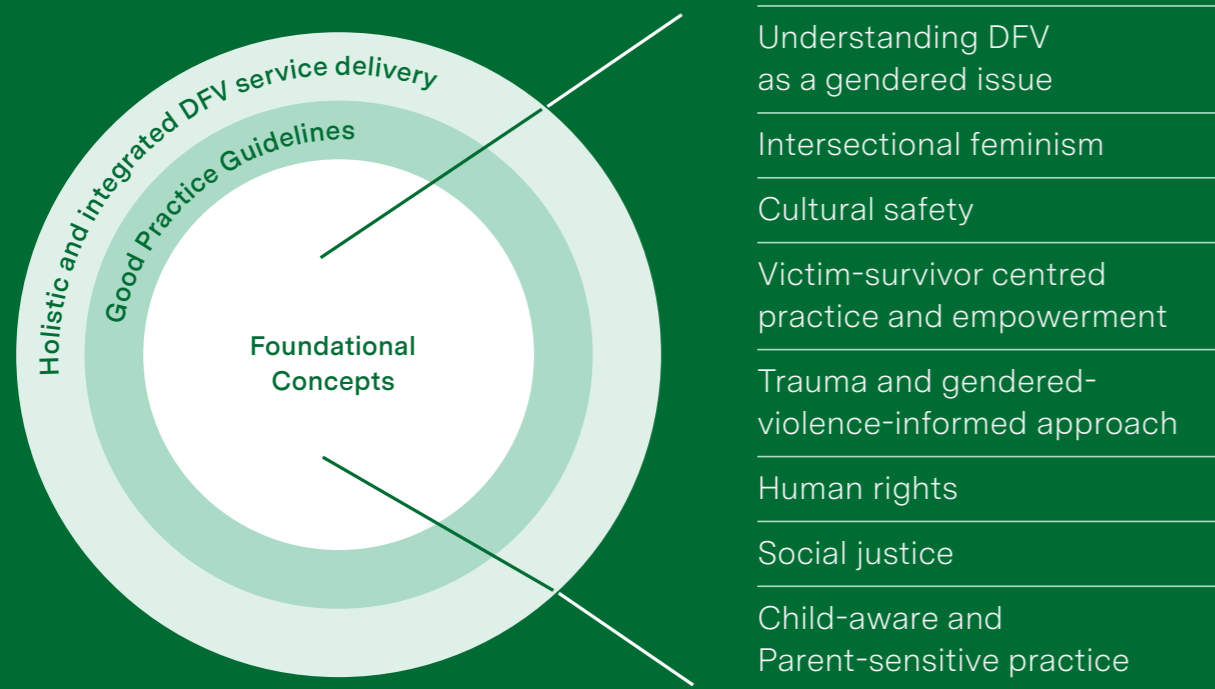 Holistic and integrated DFV service delivery
Good Practice Guidelines
Foundational
Concepts
Understanding DFV
as a gendered issue
Intersectional feminism
Cultural safety
Victim-survivor centred
practice and empowerment
Trauma and gendered-
violence-informed approach
Human rights
Social justice
Child-aware and
Parent-sensitive practice